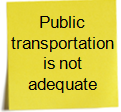 Public
transportation
is not
adequate